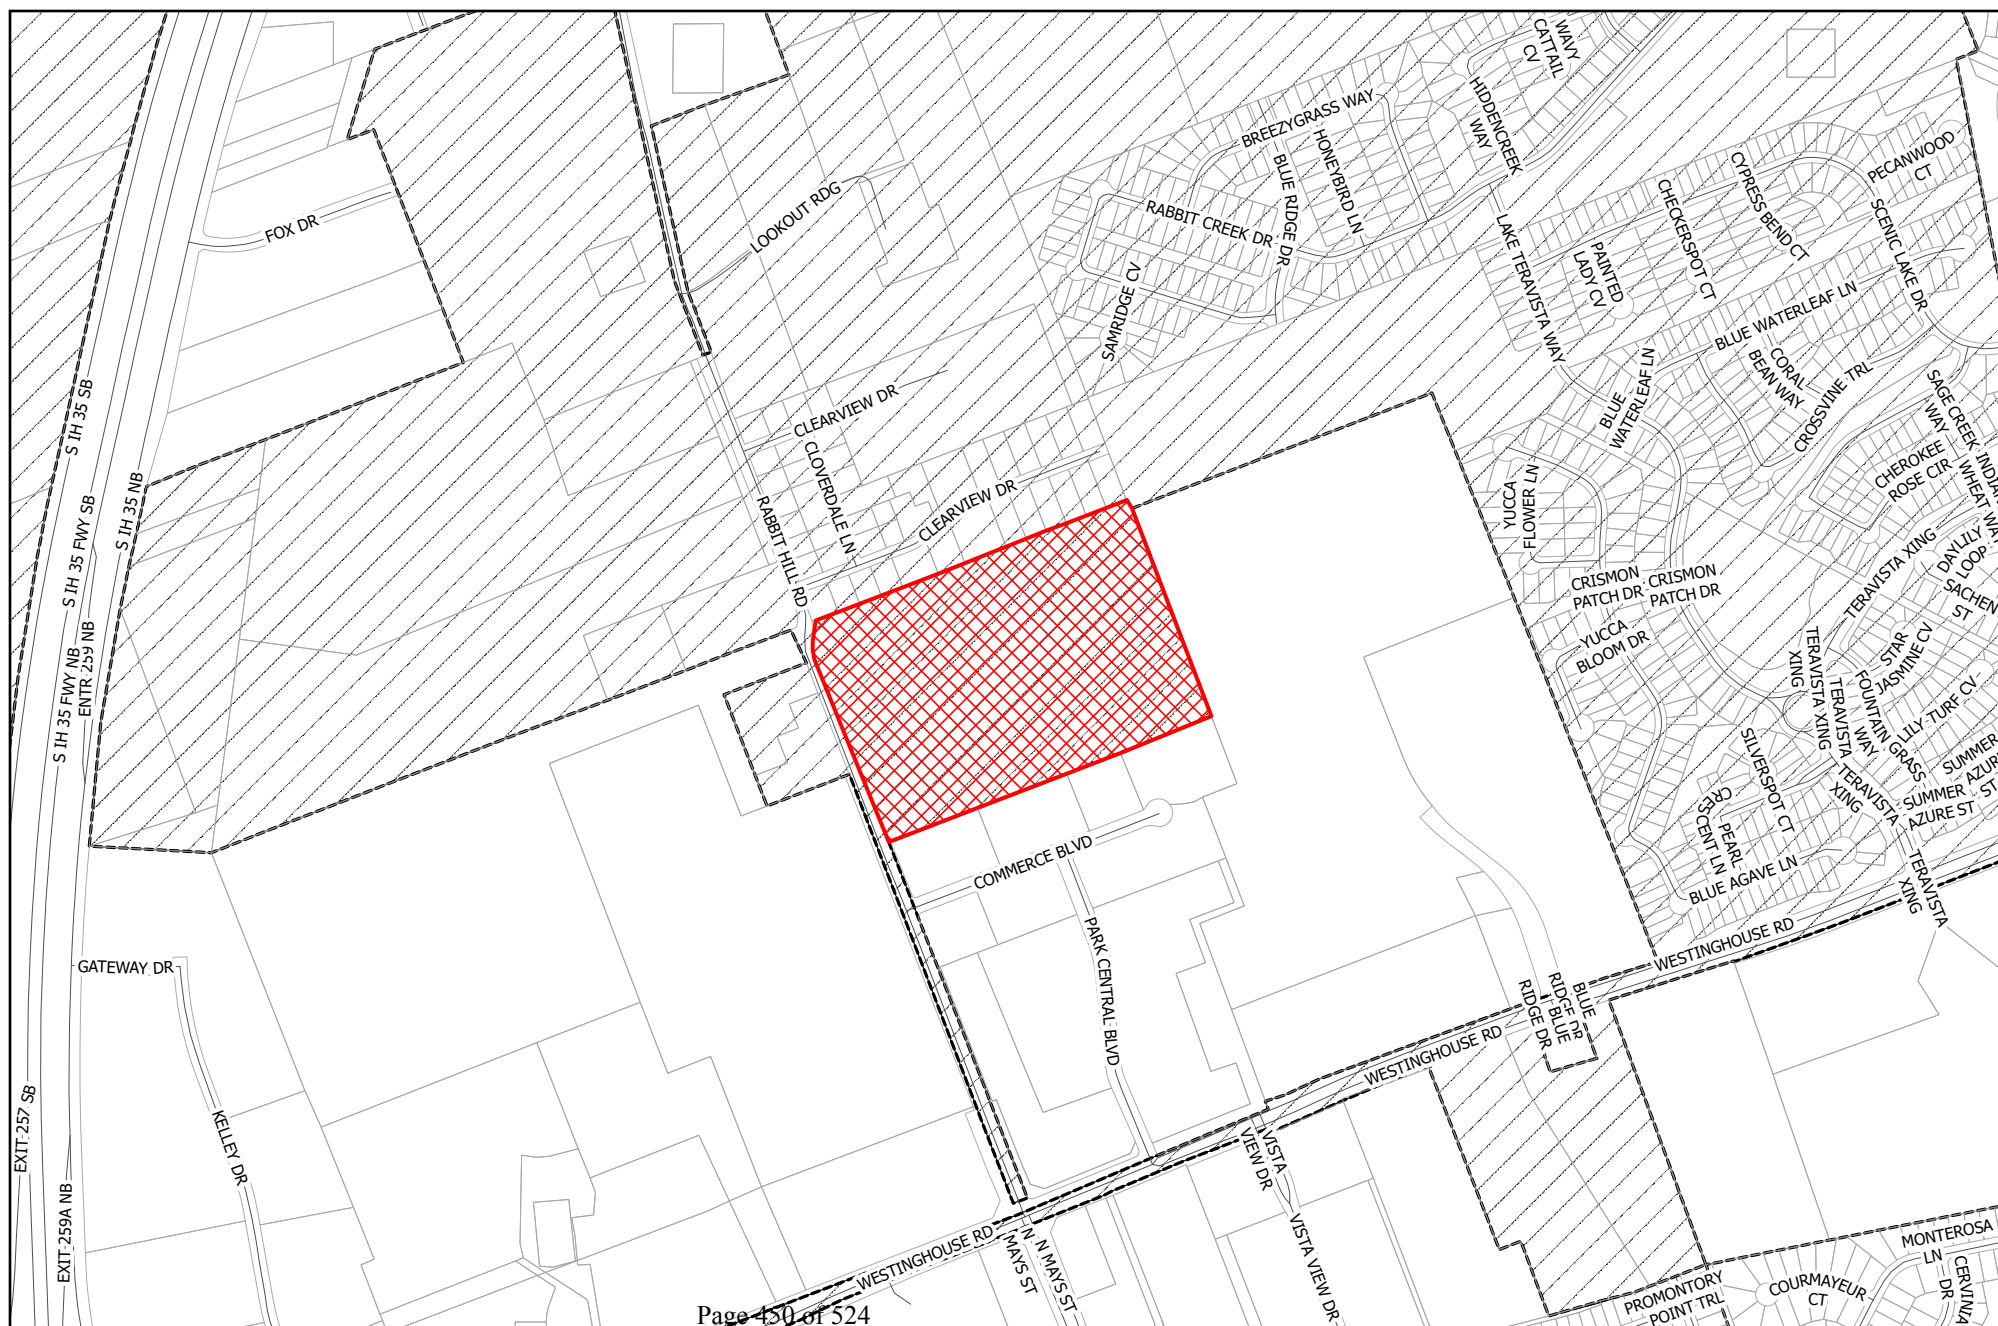 WAVY
CATTAIL
CV
HIDDENCREEK
WAY
BREEZYGRASS WAY
HONEYBIRD LN
BLUE RIDGE DR
RABBIT CREEK DR
SAMRIDGE CV
LAKE TERAVISTA WAY
PAINTED
LADY CV
CHECKERSPOT CT
CYPRESS BEND CT
PECANWOOD
CT
SCENIC LAKE DR
BLUE WATERLEAF LN
CORAL
BEAN WAY
CROSSVINE TRL
BLUE
WATERLEAF LN
FOX DR
LOOKOUT RDG
CLEARVIEW DR
CLOVERDALE LN
CLEARVIEW DR
RABBIT HILL RD
S IH 35 SB
S IH 35 NB
S IH 35 FWY SB
S IH 35 FWY NB
ENTR 259 NB
YUCCA
FLOWER LN
SAGE CREEK
WAY
CHEROKEE
ROSE CIR
TERAVISTA XING
DAYLILY
LOOP
CRISMON
PATCH DR
CRISMON
PATCH DR
YUCCA
BLOOM DR
TERAVISTA
XING
TERAVISTA XING
TERAVISTA
XING
STAR
JASMINE CV
FOUNTAIN GRASS
WAY
LILY TURF CV
SILVERSPOT CT
SUMMER
AZURE ST
CRESCENT LN
PEARL
BLUE AGAVE LN
TERAVISTA
XING
WESTINGHOUSE RD
COMMERCE BLVD
PARK CENTRAL BLVD
GATEWAY DR
KELLEY DR
EXIT 257 SB
EXIT 259A NB
BLUE
RIDGE DR
BLUE
RIDGE DR
WESTINGHOUSE RD
VISTA
VIEW DR
VISTA VIEW DR
WESTINGHOUSE RD
N
MAYS ST
N MAYS ST
MONTEROSA
LN
COURMAYEUR
CT
PROMONTORY
POINT TRL
Page 450 of 524